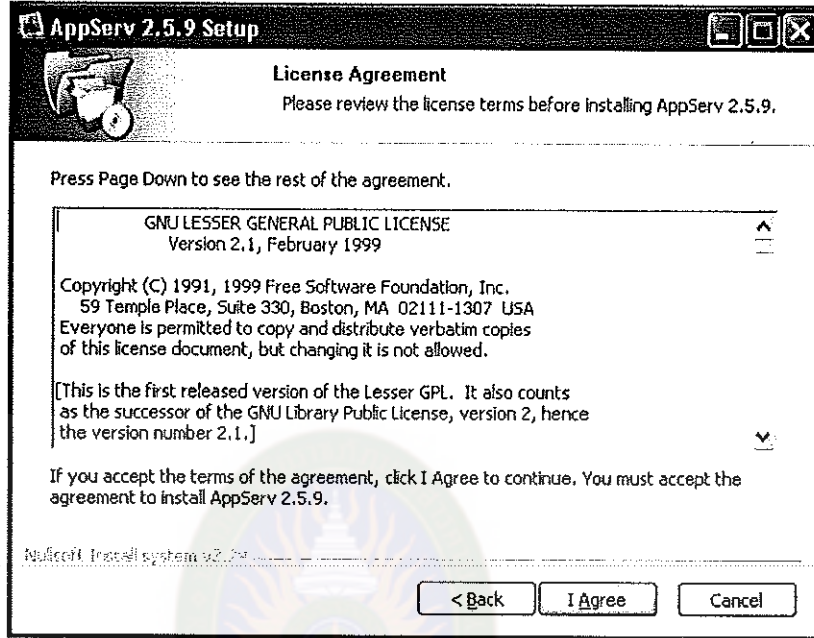 AppServ 2.5.9 Setup
License Agreement
Please review the license terms before installing AppServ 2.5.9.
Press Page Down to see the rest of the agreement.
GNU LESSER GENERAL PUBLIC LICENSE
Version 2.1, February 1999
Copyright (C) 1991, 1999 Free Software Foundation, Inc.
59 Temple Place, Suite 330, Boston, MA 02111-1307 USA
Everyone is permitted to copy and distribute verbatim copies
of this license document, but changing it is not allowed.
[This is the first released version of the Lesser GPL. It also counts
as the successor of the GNU Library Public License, version 2, hence
the version number 2.1.]
If you accept the terms of the agreement, click I Agree to continue. You must accept the
agreement to install AppServ 2.5.9.
Nullsoft Install system
< Back
I Agree
Cancel